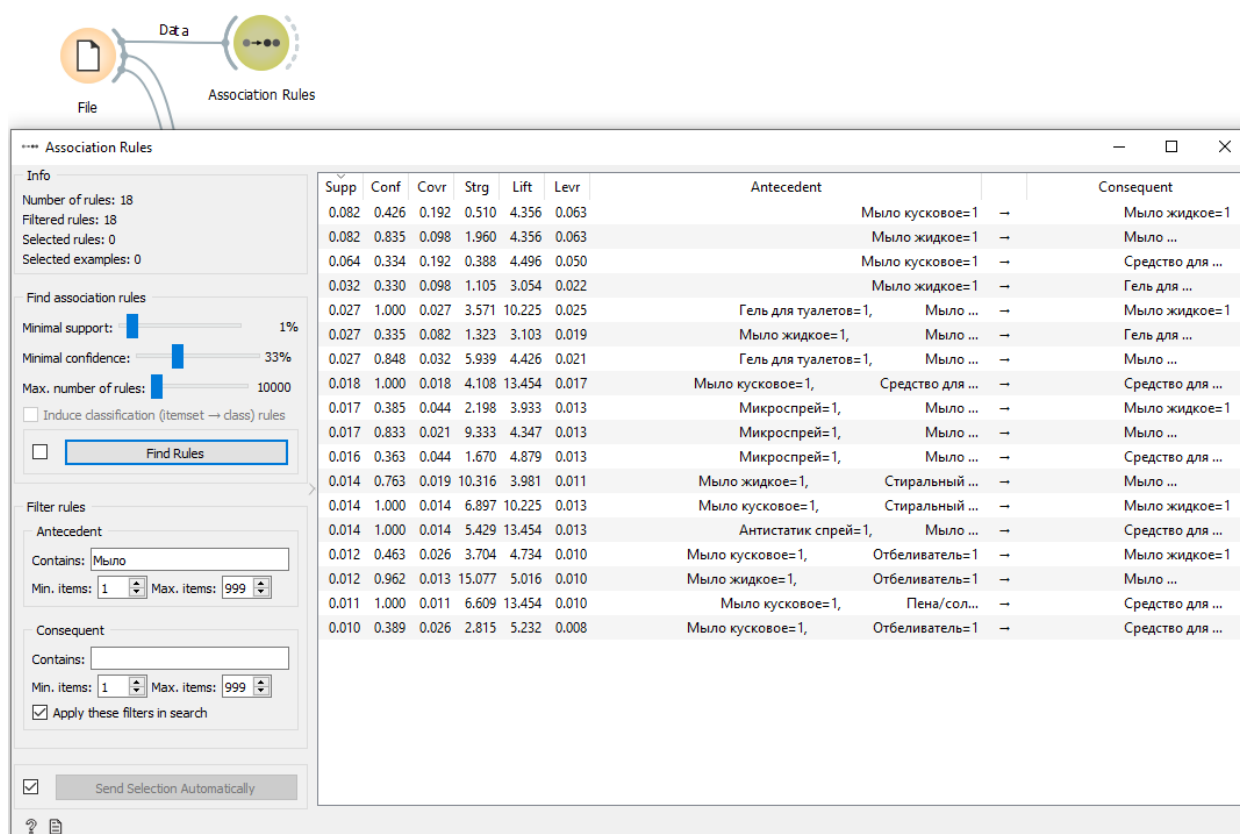 Data
File
Association Rules
Association Rules
Info
Number of rules: 18
Filtered rules: 18
Selected rules: 0
Selected examples: 0
Find association rules
Minimal support: 1%
Minimal confidence: 33%
Max. number of rules: 10000
Induce classification (itemset → class) rules
Find Rules
Filter rules
Antecedent
Contains: Мыло
Min. items: 1 Max. items: 999
Consequent
Contains:
Min. items: 1 Max. items: 999
Apply these filters in search
Send Selection Automatically
Supp Conf Covr Strg Lift Levr Antecedent Consequent
0.082 0.426 0.192 0.510 4.356 0.063 Мыло кусковое=1 → Мыло жидкое=1
0.082 0.835 0.098 1.960 4.356 0.063 Мыло жидкое=1 → Мыло ...
0.064 0.334 0.192 0.388 4.496 0.050 Мыло кусковое=1 → Средство для ...
0.032 0.330 0.098 1.105 3.054 0.022 Мыло жидкое=1 → Гель для ...
0.027 1.000 0.027 3.571 10.225 0.025 Гель для туалетов=1, Мыло ... → Мыло жидкое=1
0.027 0.335 0.082 1.323 3.103 0.019 Мыло жидкое=1, Мыло ... → Гель для ...
0.027 0.848 0.032 5.939 4.426 0.021 Гель для туалетов=1, Мыло ... → Мыло ...
0.018 1.000 0.018 4.108 13.454 0.017 Мыло кусковое=1, Средство для ... → Средство для ...
0.017 0.385 0.044 2.198 3.933 0.013 Микроспрей=1, Мыло ... → Мыло жидкое=1
0.017 0.833 0.021 9.333 4.347 0.013 Микроспрей=1, Мыло ... → Мыло ...
0.016 0.363 0.044 1.670 4.879 0.013 Микроспрей=1, Мыло ... → Средство для ...
0.014 0.763 0.019 10.316 3.981 0.011 Мыло жидкое=1, Стиральный ... → Мыло ...
0.014 1.000 0.014 6.897 10.225 0.013 Мыло кусковое=1, Стиральный ... → Мыло жидкое=1
0.014 1.000 0.014 5.429 13.454 0.013 Антистатик спрей=1, Мыло ... → Средство для ...
0.012 0.463 0.026 3.704 4.734 0.010 Мыло кусковое=1, Отбеливатель=1 → Мыло жидкое=1
0.012 0.962 0.013 15.077 5.016 0.010 Мыло жидкое=1, Отбеливатель=1 → Мыло ...
0.011 1.000 0.011 6.609 13.454 0.010 Мыло кусковое=1, Пена/сол... → Средство для ...
0.010 0.389 0.026 2.815 5.232 0.008 Мыло кусковое=1, Отбеливатель=1 → Средство для ...